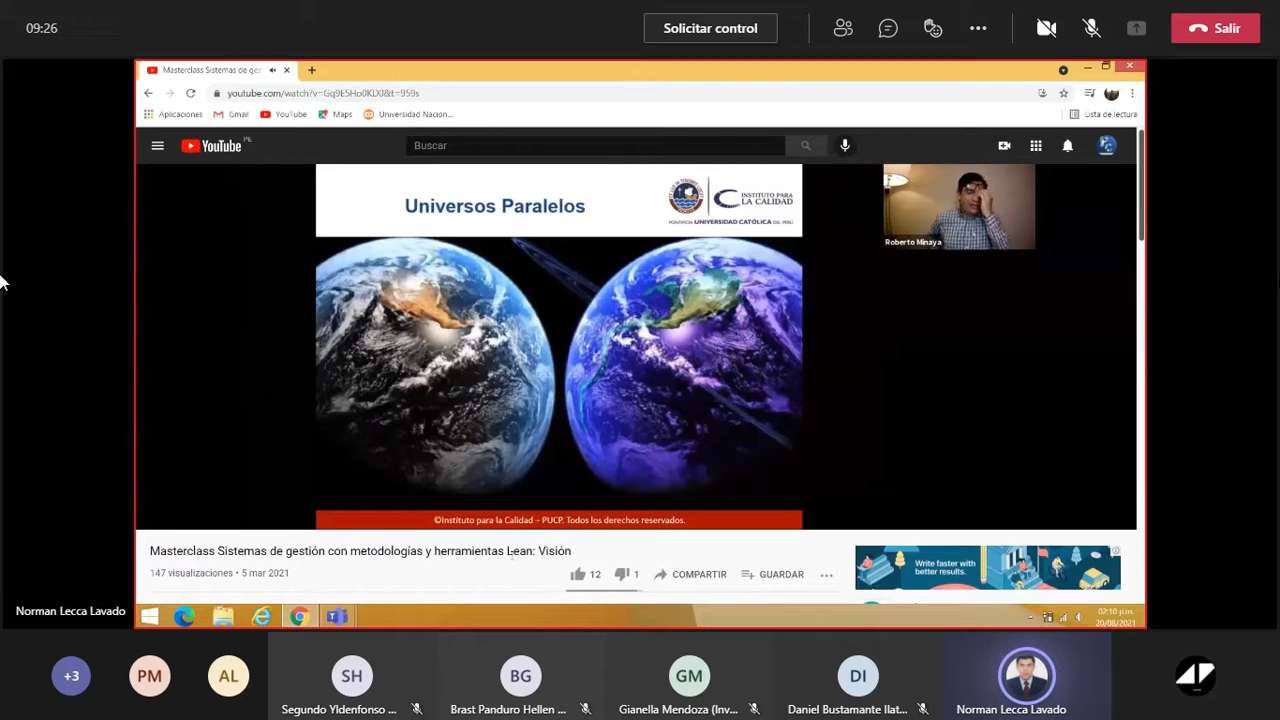 09:26
Solicitar control
Salir
Masterclass Sistemas de ges
youtube.com/watch?v=Gq9E5Ho0KD0&t=959s
Aplicaciones
Gmail
YouTube
Maps
Universidad Nacion...
Lista de lectura
YouTube PE
Buscar
Universos Paralelos
INSTITUTO PARA
LA CALIDAD
PONTIFICIA UNIVERSIDAD CATÓLICA DEL PERÚ
Roberto Minaya
©Instituto para la Calidad – PUCP. Todos los derechos reservados.
Masterclass Sistemas de gestión con metodologías y herramientas Lean: Visión
147 visualizaciones • 5 mar 2021
12
1
COMPARTIR
GUARDAR
Write faster with
better results.
Norman Lecca Lavado
02:10 p.m.
20/08/2021
+3
PM
AL
SH
Segundo Yldenfonso ...
BG
Brast Panduro Hellen ...
GM
Gianella Mendoza (Inv...
DI
Daniel Bustamante Ilat...
Norman Lecca Lavado